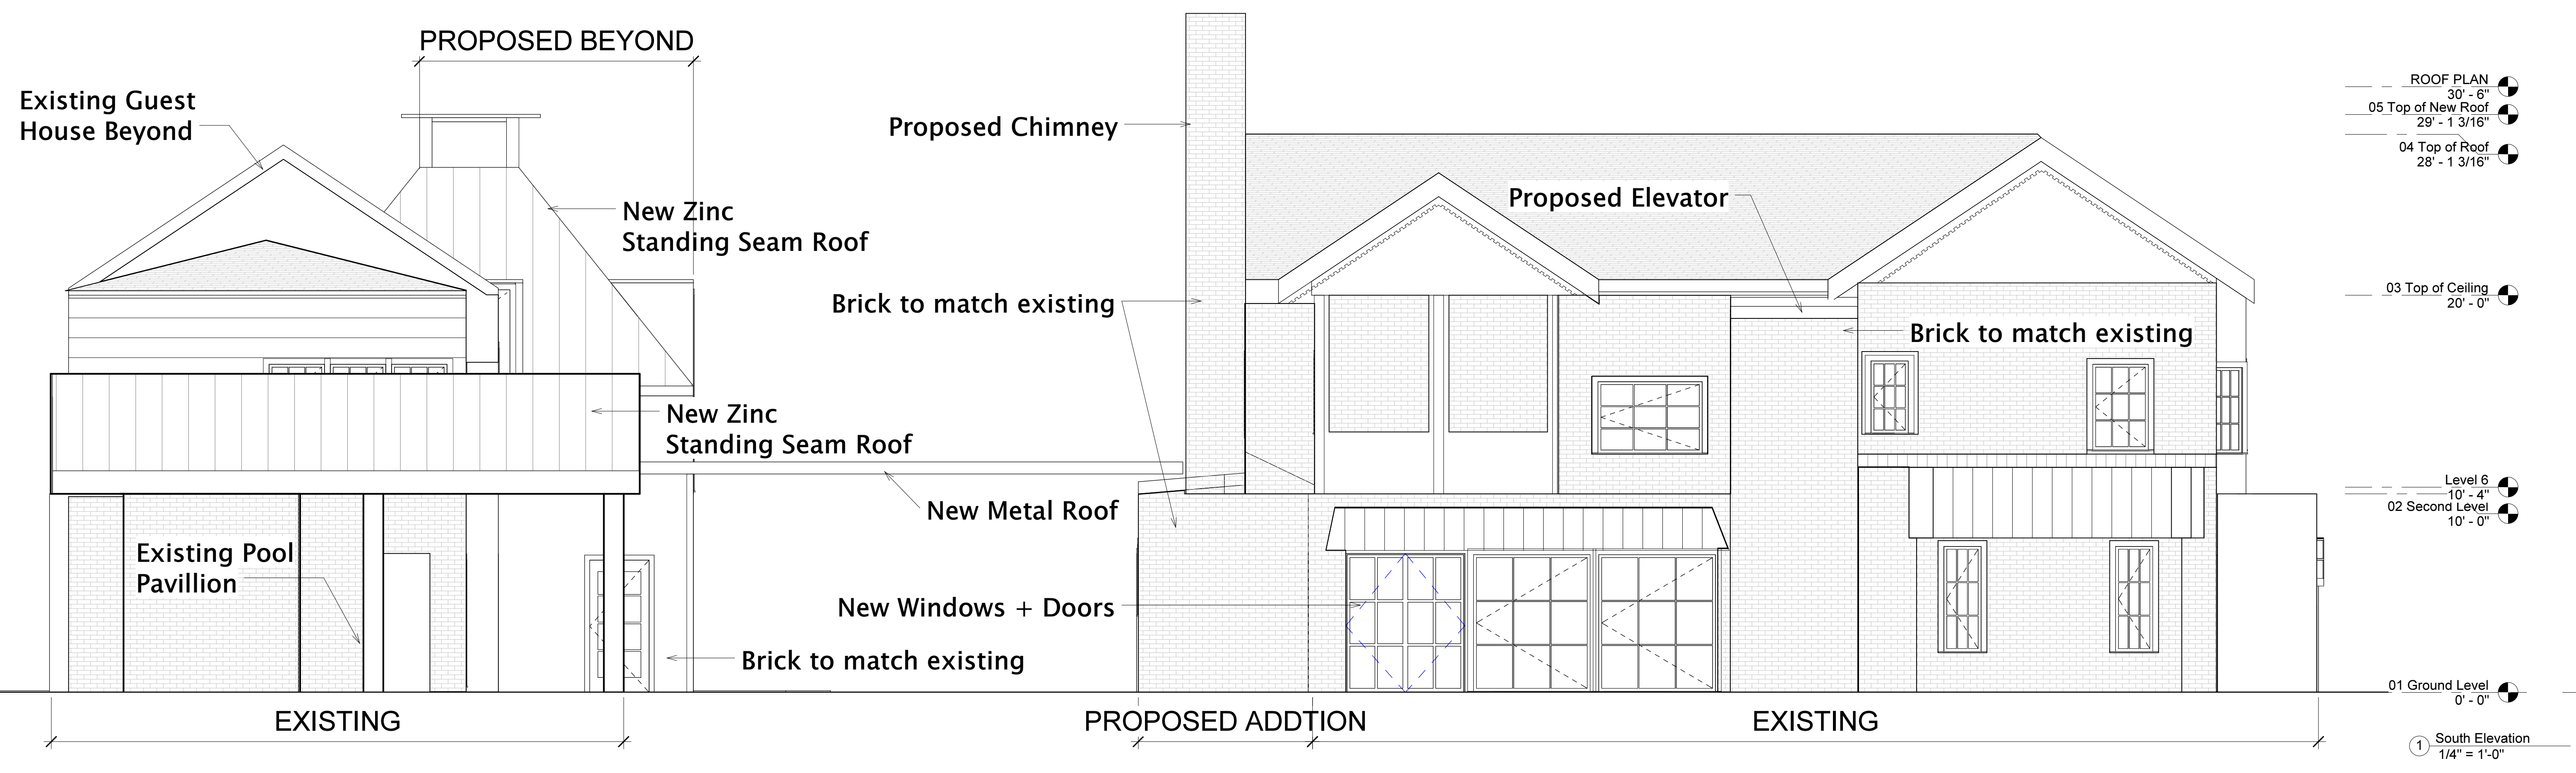 PROPOSED BEYOND
Existing Guest
House Beyond
New Zinc
Standing Seam Roof
New Zinc
Standing Seam Roof
Existing Pool
Pavillion
Brick to match existing
EXISTING
Proposed Chimney
Brick to match existing
New Metal Roof
New Windows + Doors
PROPOSED ADDTION
Proposed Elevator
Brick to match existing
EXISTING
ROOF PLAN
30' - 6"
05 Top of New Roof
29' - 1 3/16"
04 Top of Roof
28' - 1 3/16"
03 Top of Ceiling
20' - 0"
Level 6
10' - 4"
02 Second Level
10' - 0"
01 Ground Level
0' - 0"
1 South Elevation
1/4" = 1'-0"